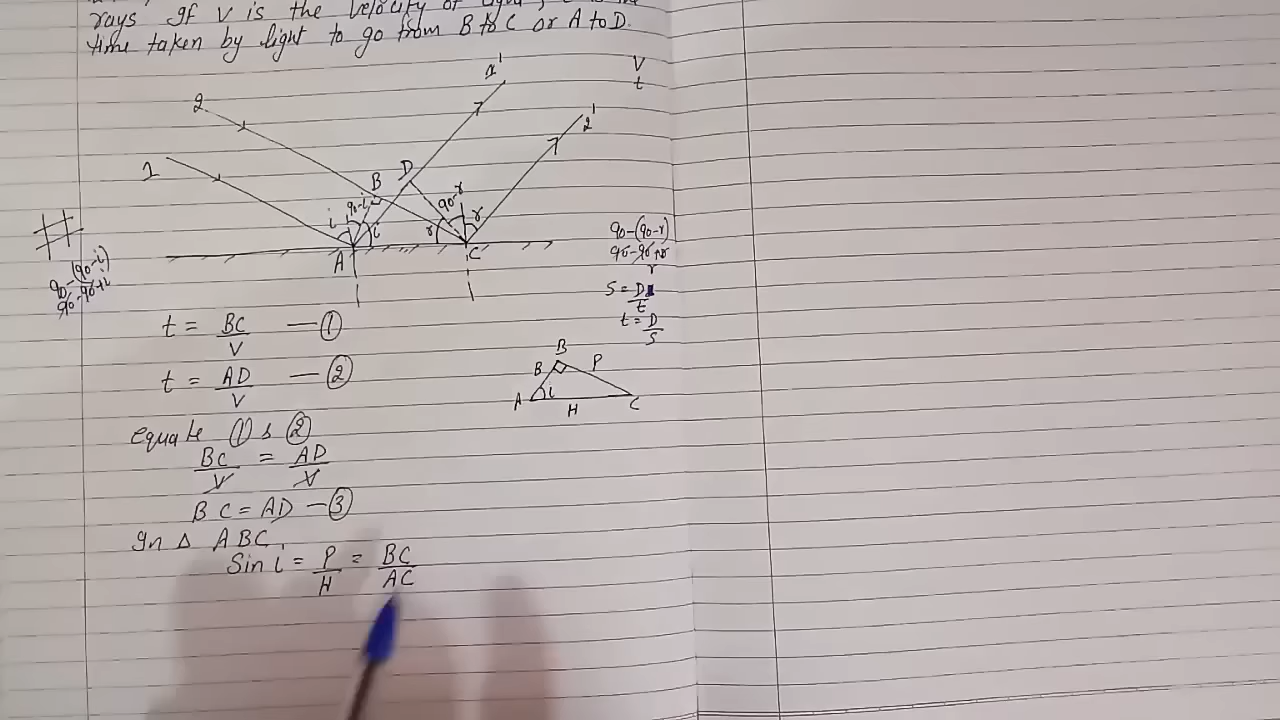 rays If V is the velocity of
time taken by light to go from B to C or A to D.
V
t
2
1
2'
B
D
90-i
90-r
i
i
r
r
A
C
90-(90-i)
90-90+i
90-(90-r)
90-90+r
r
S = D
t
t = D
S
t = BC — ①
V
t = AD — ②
V
equate ① & ②
BC = AD
V V
BC = AD — ③
In Δ ABC,
Sin i = P = BC
H AC
B
B
P
A
i
H
C